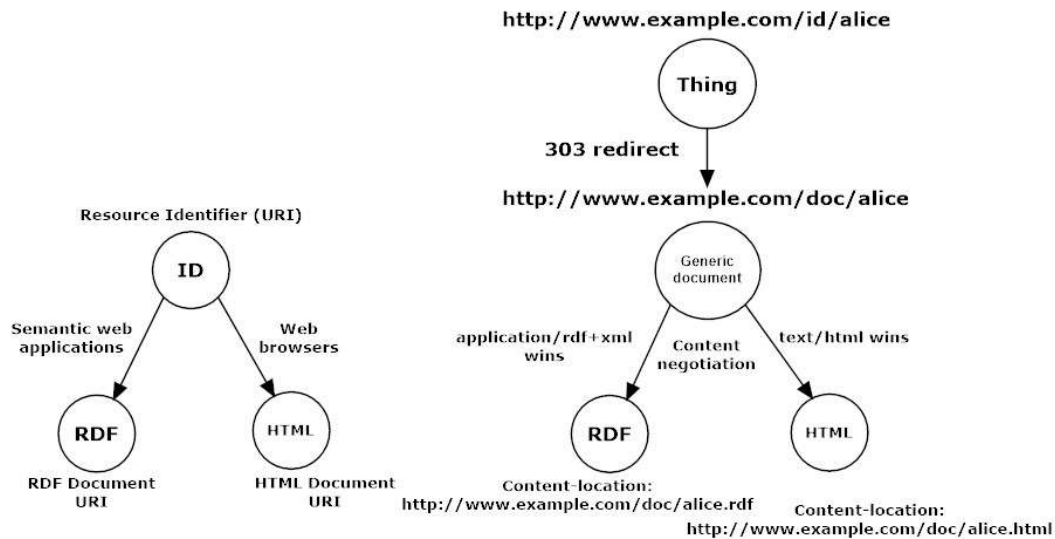 Resource Identifier (URI)
ID
Semantic web
applications
Web
browsers
RDF
HTML
RDF Document
URI
HTML Document
URI
http://www.example.com/id/alice
Thing
303 redirect
http://www.example.com/doc/alice
Generic
document
application/rdf+xml
wins
Content
negotiation
text/html wins
RDF
HTML
Content-location:
http://www.example.com/doc/alice.rdf
Content-location:
http://www.example.com/doc/alice.html